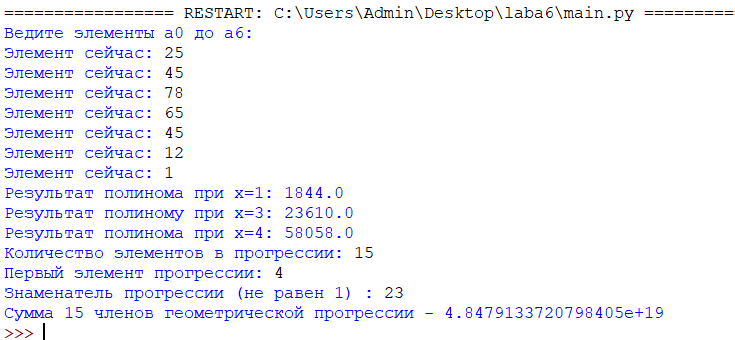 ================= RESTART: C:\Users\Admin\Desktop\laba6\main.py =========
Ведите элементы a0 до a6:
Элемент сейчас: 25
Элемент сейчас: 45
Элемент сейчас: 78
Элемент сейчас: 65
Элемент сейчас: 45
Элемент сейчас: 12
Элемент сейчас: 1
Результат полинома при x=1: 1844.0
Результат полиному при x=3: 23610.0
Результат полинома при x=4: 58058.0
Количество элементов в прогрессии: 15
Первый элемент прогрессии: 4
Знаменатель прогрессии (не равен 1) : 23
Сумма 15 членов геометрической прогрессии - 4.8479133720798405e+19
>>>